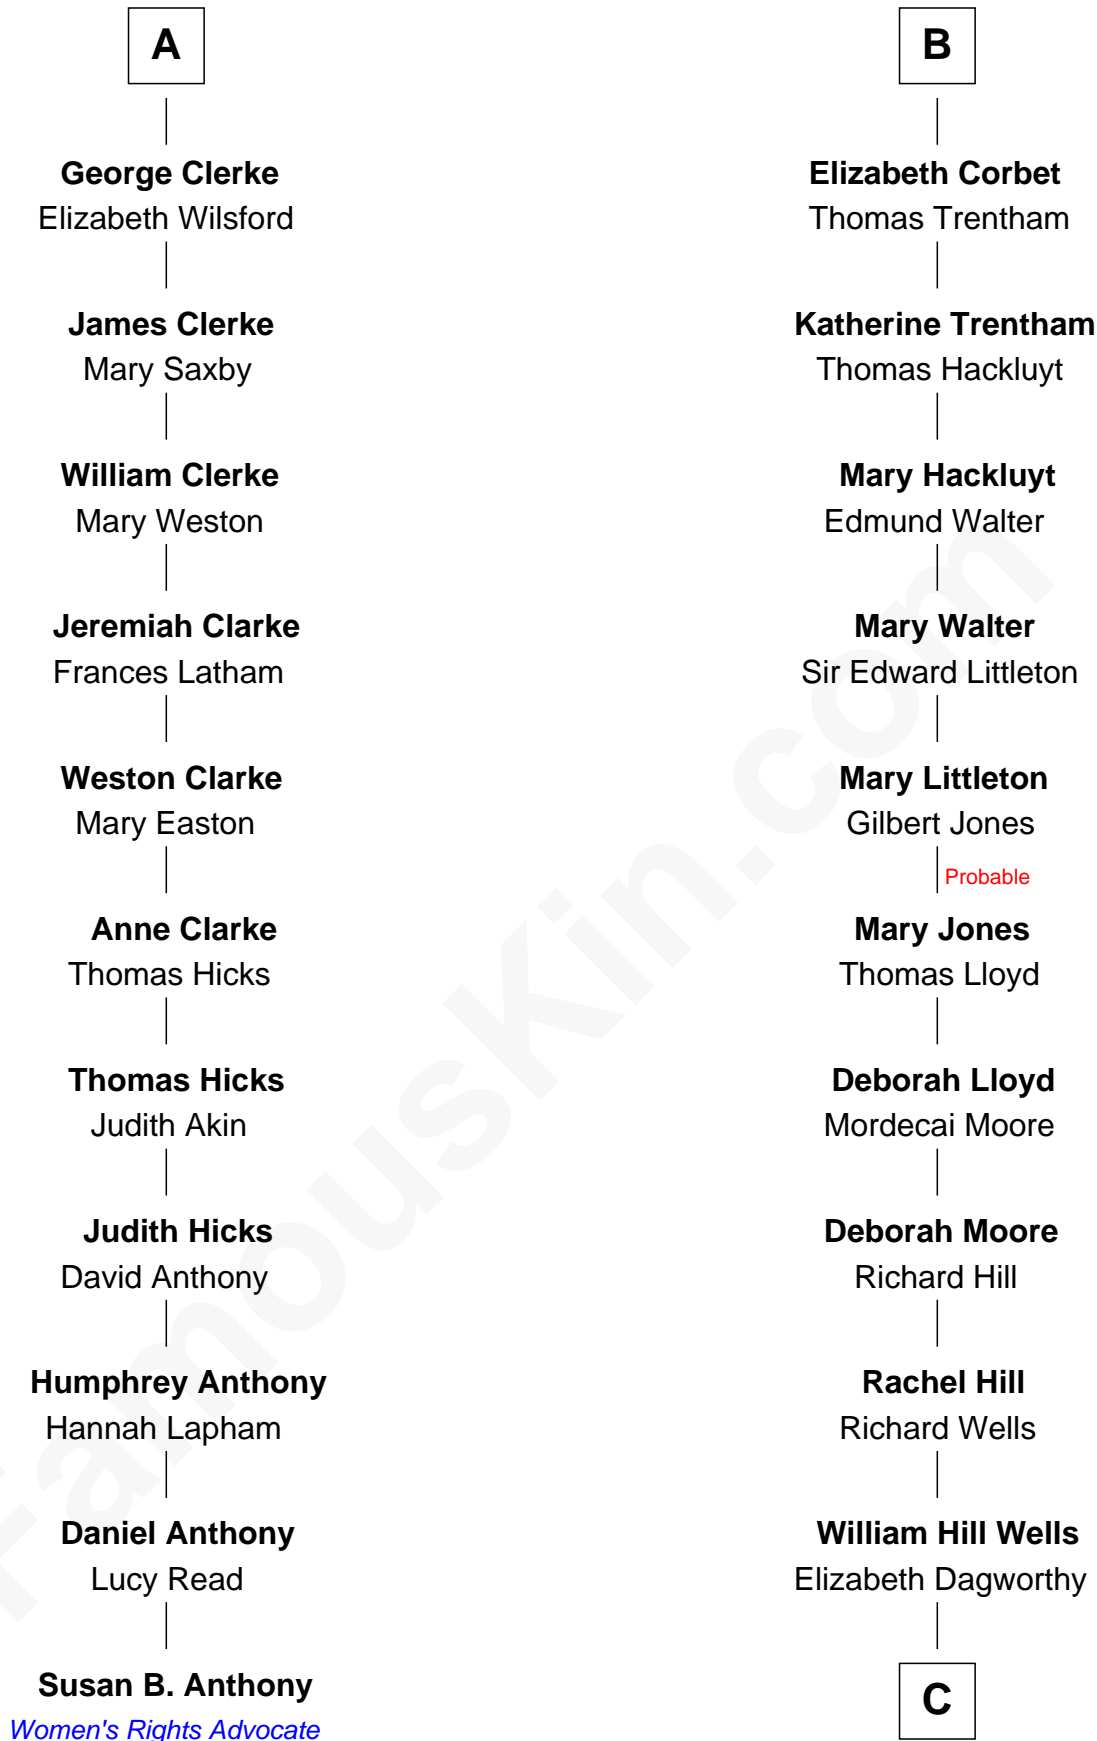 A
George Clerke
Elizabeth Wilsford
James Clerke
Mary Saxby
William Clerke
Mary Weston
Jeremiah Clarke
Frances Latham
Weston Clarke
Mary Easton
Anne Clarke
Thomas Hicks
Thomas Hicks
Judith Akin
Judith Hicks
David Anthony
Humphrey Anthony
Hannah Lapham
Daniel Anthony
Lucy Read
Susan B. Anthony
Women's Rights Advocate
B
Elizabeth Corbet
Thomas Trentham
Katherine Trentham
Thomas Hackluyt
Mary Hackluyt
Edmund Walter
Mary Walter
Sir Edward Littleton
Mary Littleton
Gilbert Jones
Probable
Mary Jones
Thomas Lloyd
Deborah Lloyd
Mordecai Moore
Deborah Moore
Richard Hill
Rachel Hill
Richard Wells
William Hill Wells
Elizabeth Dagworthy
C
FamousKin.com